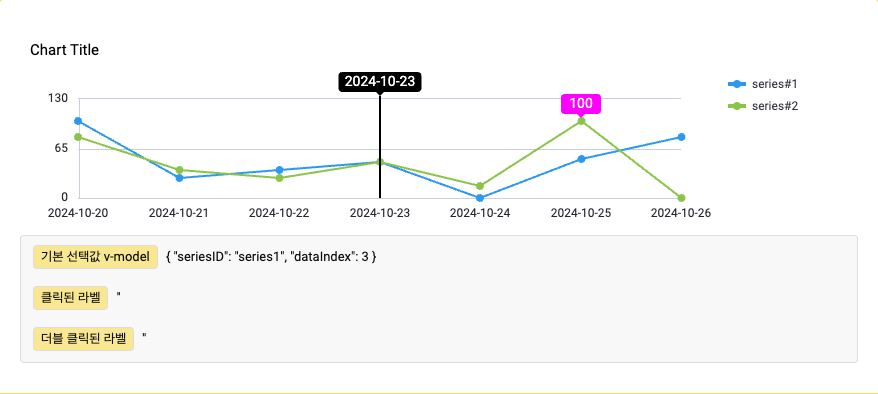 Chart Title
2024-10-23
100
series#1
series#2
130
65
0
2024-10-20 2024-10-21 2024-10-22 2024-10-23 2024-10-24 2024-10-25 2024-10-26
기본 선택값 v-model { "seriesID": "series1", "dataIndex": 3 }
클릭된 라벨 "
더블 클릭된 라벨 "